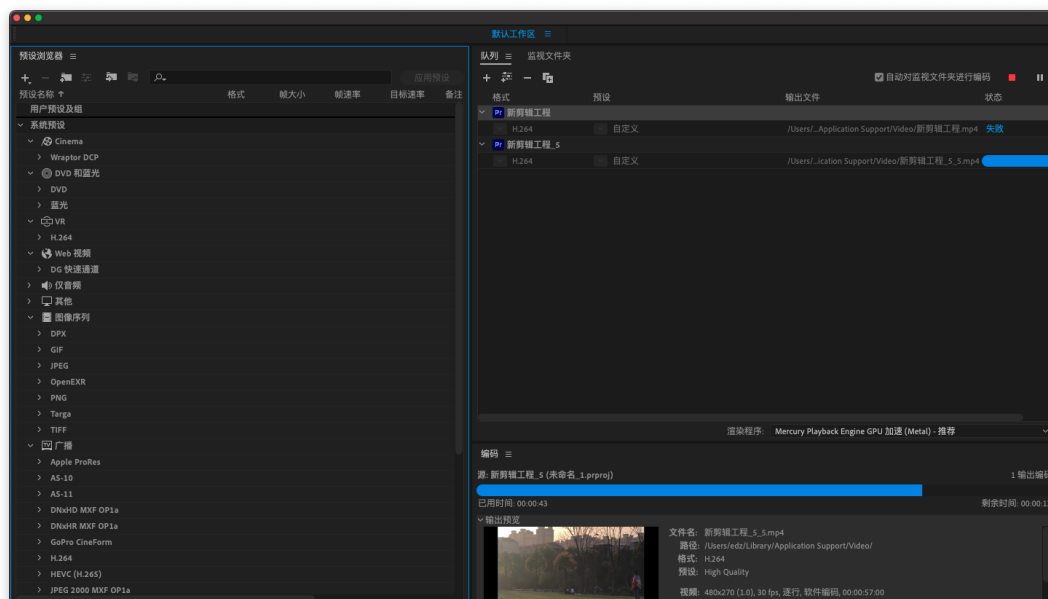 默认工作区
预设浏览器
队列 监视文件夹
应用预设
自动对监视文件夹进行编码
预设名称 格式 帧大小 帧速率 目标速率 备注
格式 预设 输出文件 状态
用户预设及组
系统预设
Cinema
Wraptor DCP
DVD 和蓝光
DVD
蓝光
VR
H.264
Web 视频
DG 快速通道
仅音频
其他
图像序列
DPX
GIF
JPEG
OpenEXR
PNG
Targa
TIFF
广播
Apple ProRes
AS-10
AS-11
DNxHD MXF OP1a
DNxHR MXF OP1a
GoPro CineForm
H.264
HEVC (H.265)
JPEG 2000 MXF OP1a
Pr 新剪辑工程
H.264 自定义 /Users/...Application Support/Video/新剪辑工程.mp4 失败
Pr 新剪辑工程_5
H.264 自定义 /Users/...ication Support/Video/新剪辑工程_5_5.mp4
渲染程序: Mercury Playback Engine GPU 加速 (Metal) - 推荐
编码
源: 新剪辑工程_5 (未命名_1.prproj) 1 输出编码
已用时间: 00:00:43 剩余时间: 00:00:1
输出预览
文件名: 新剪辑工程_5_5.mp4
路径: /Users/edz/Library/Application Support/Video/
格式: H.264
预设: High Quality
视频: 480x270 (1.0), 30 fps, 逐行, 软件编码, 00:00:57:00